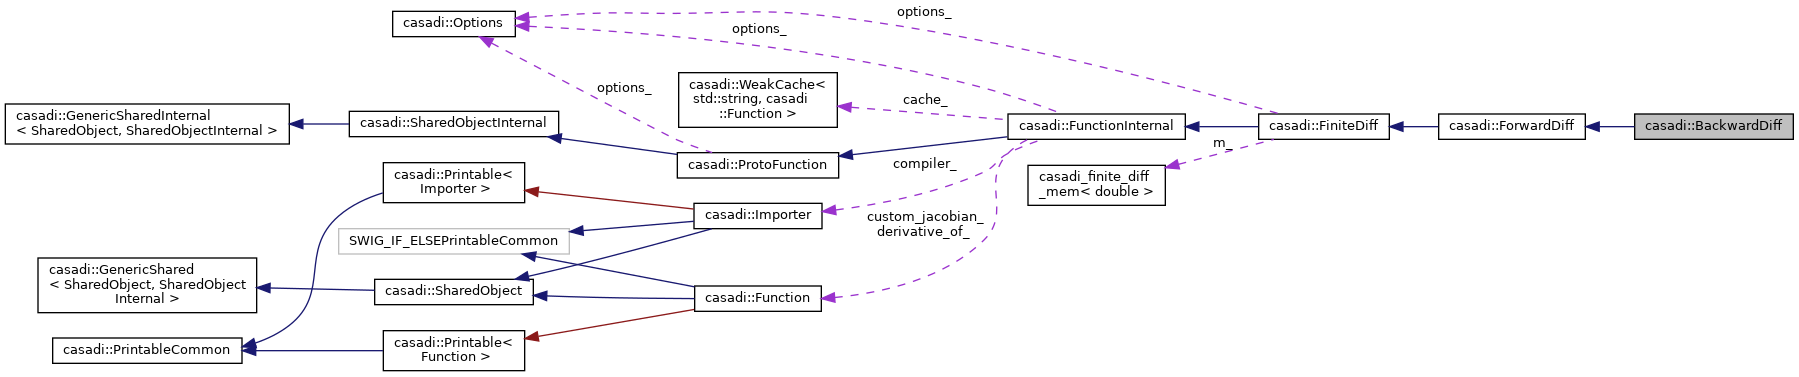 options_
casadi::Options
options_
options_
casadi::WeakCache<
std::string, casadi
::Function >
cache_
casadi::GenericSharedInternal
< SharedObject, SharedObjectInternal >
casadi::SharedObjectInternal
casadi::FunctionInternal
casadi::FiniteDiff
casadi::ForwardDiff
casadi::BackwardDiff
m_
casadi::ProtoFunction
compiler_
casadi::Printable<
Importer >
casadi_finite_diff
_mem< double >
casadi::Importer
custom_jacobian_
derivative_of_
SWIG_IF_ELSEPrintableCommon
casadi::GenericShared
< SharedObject, SharedObject
Internal >
casadi::SharedObject
casadi::Function
casadi::PrintableCommon
casadi::Printable<
Function >